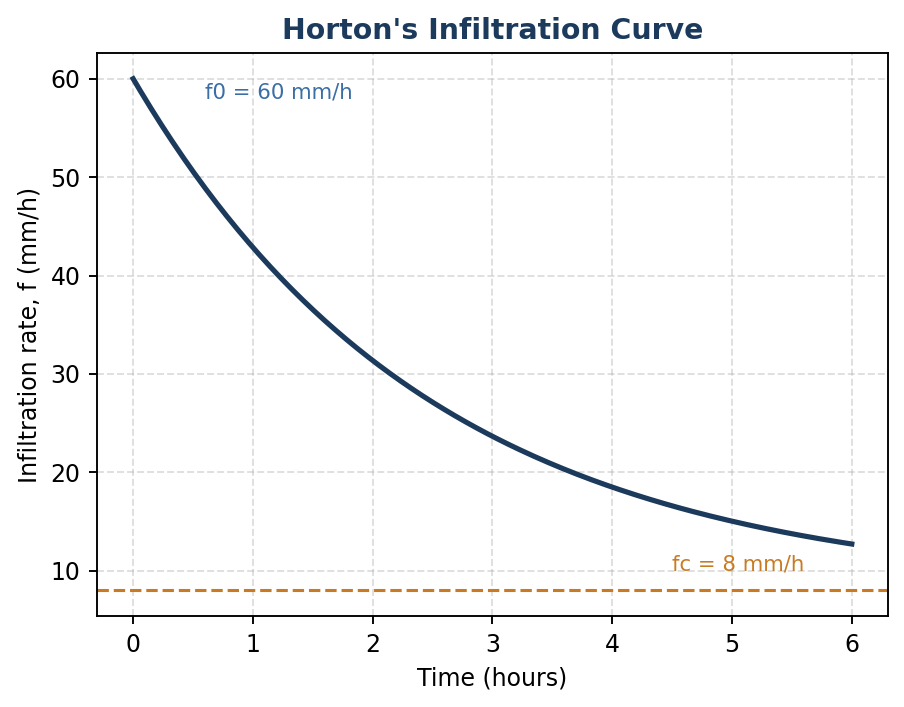 Horton's Infiltration Curve
f0 = 60 mm/h
fc = 8 mm/h
Infiltration rate, f (mm/h)
60
50
40
30
20
10
0 1 2 3 4 5 6
Time (hours)